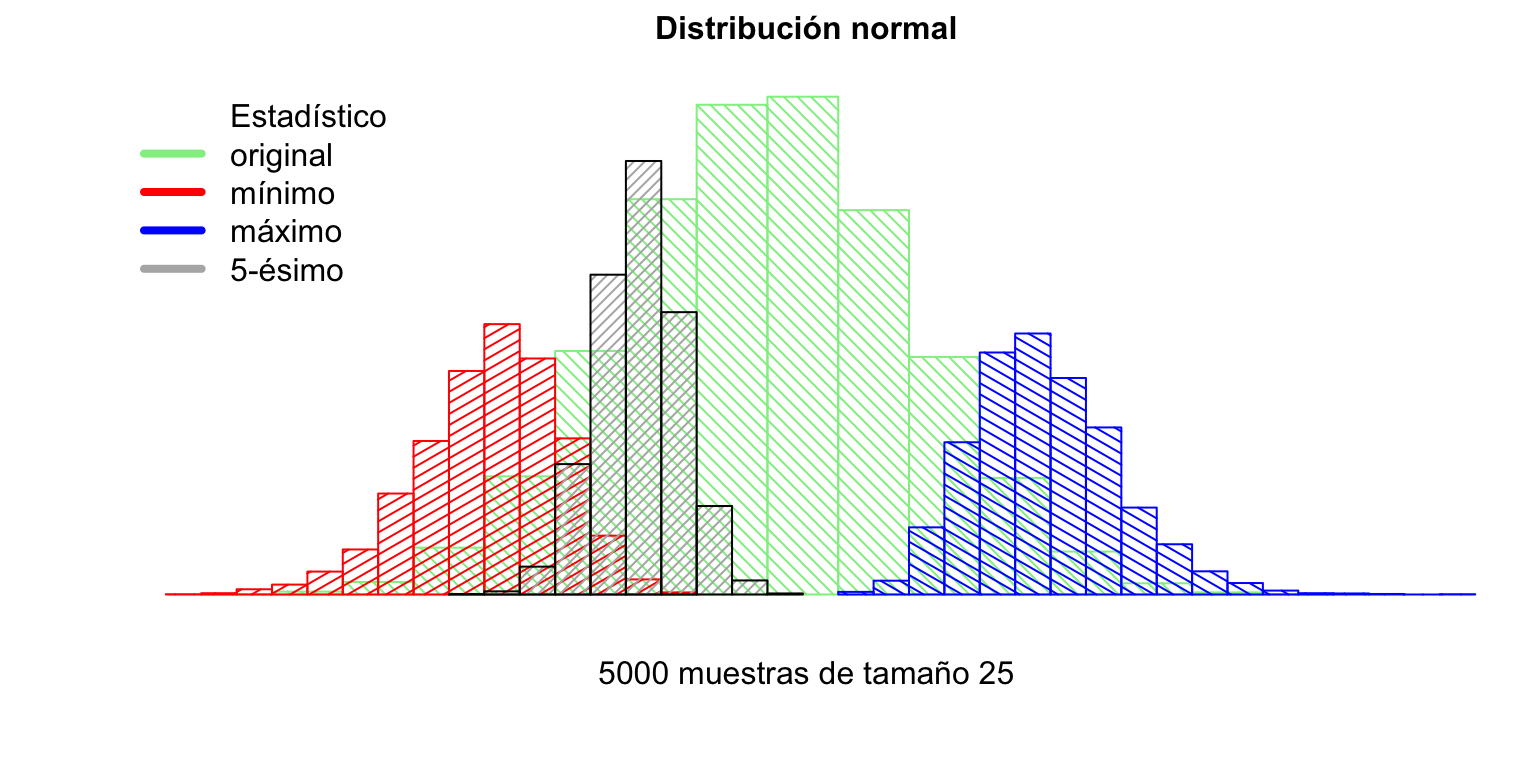 Distribución normal
Estadístico
original
mínimo
máximo
5-ésimo
5000 muestras de tamaño 25